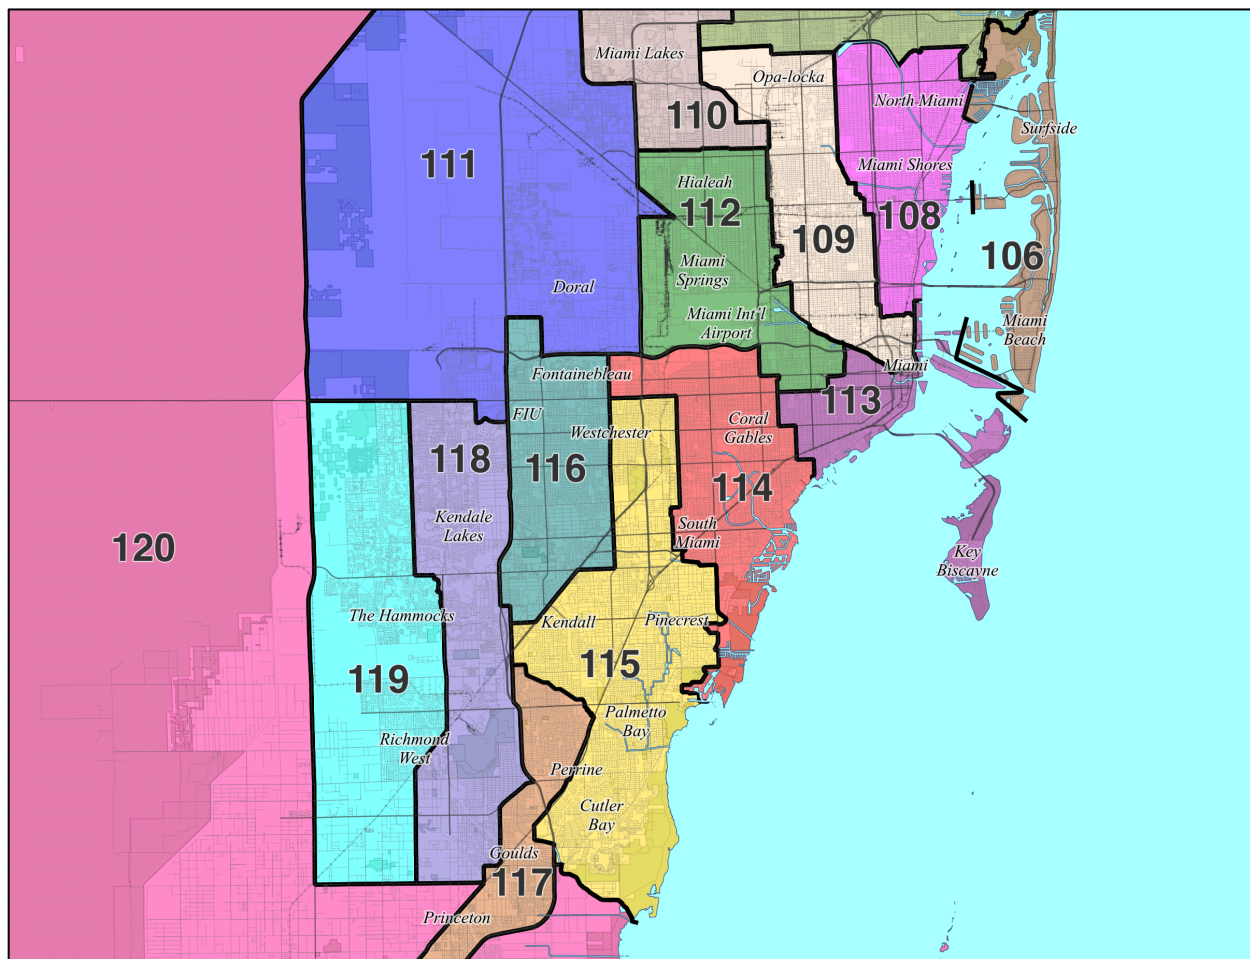 Miami Lakes
Opa-locka
110
North Miami
Surfside
111
Miami Shores
Hialeah
112
108
109
106
Miami
Springs
Doral
Miami Int'l
Airport
Miami
Beach
Fontainebleau
Miami
113
FIU
Westchester
Coral
Gables
118
116
114
Kendale
Lakes
South
Miami
120
Key
Biscayne
The Hammocks
Kendall
Pinecrest
119
115
Palmetto
Bay
Richmond
West
Perrine
Cutler
Bay
Goulds
117
Princeton